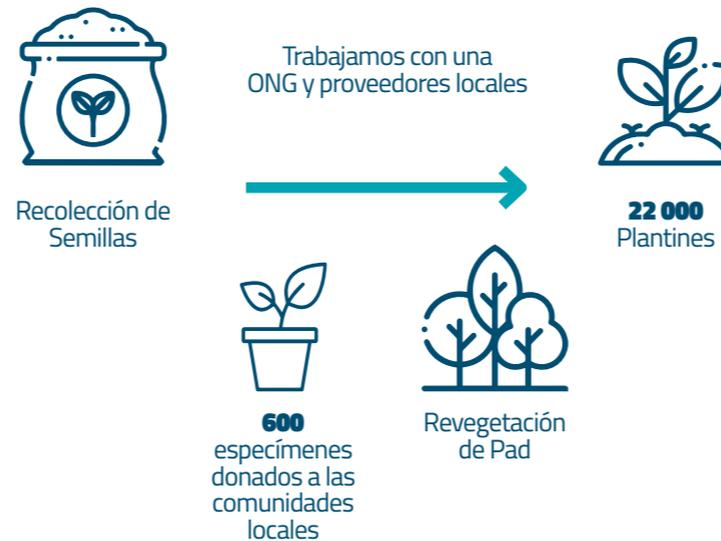 Trabajamos con una
ONG y proveedores locales
Recolección de
Semillas
22 000
Plantines
600
especímenes
donados a las
comunidades
locales
Revegetación
de Pad